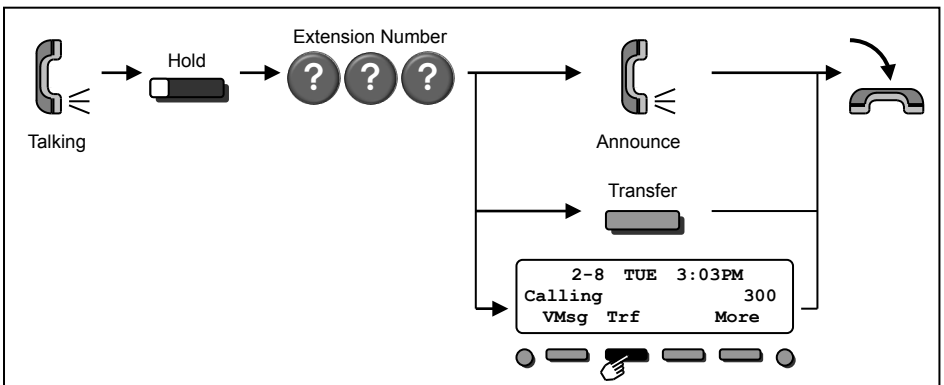 Extension Number
Hold
? ? ?
Talking
Announce
Transfer
2-8 TUE 3:03PM
Calling 300
VMsg Trf More